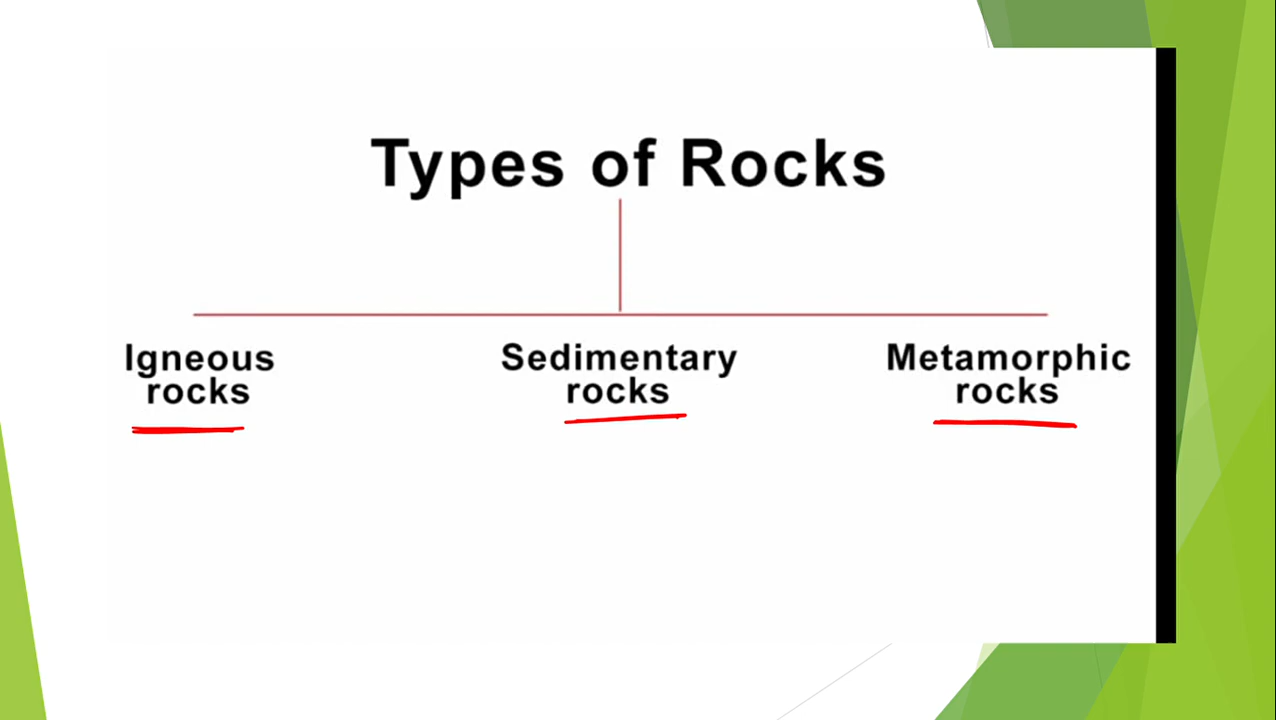 Types of Rocks
Igneous
rocks
Sedimentary
rocks
Metamorphic
rocks